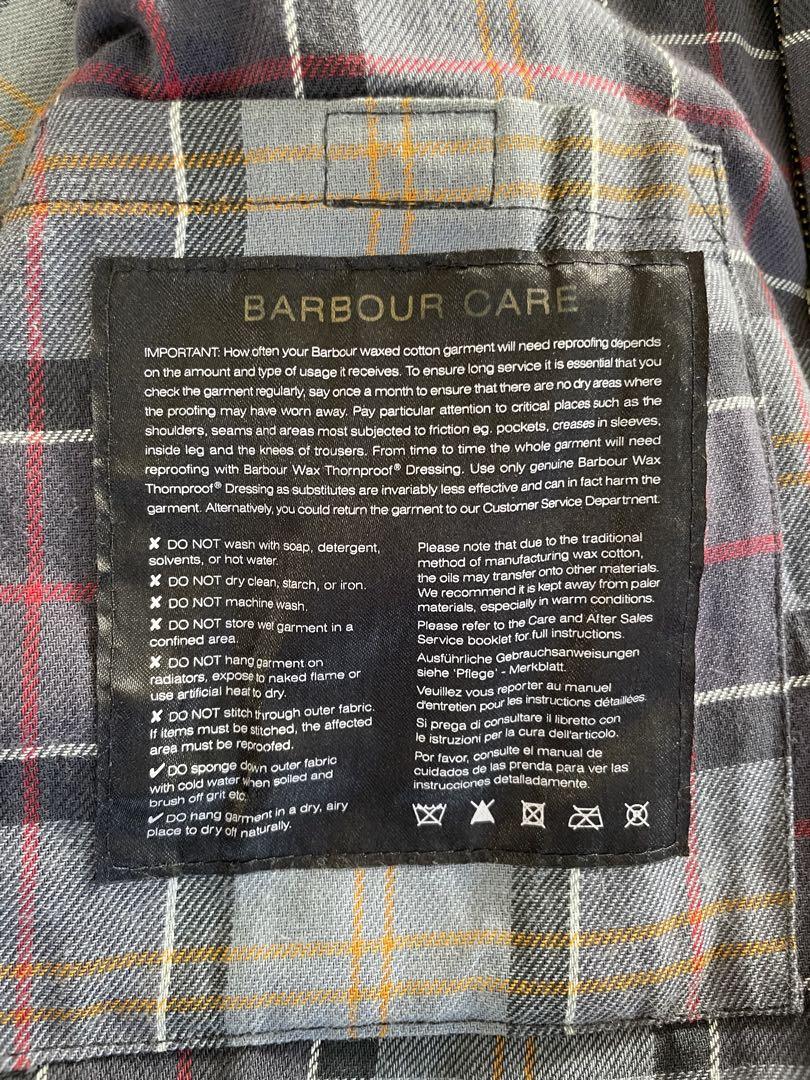 BARBOUR CARE
IMPORTANT: How often your Barbour waxed cotton garment will need reproofing depends
on the amount and type of usage it receives. To ensure long service it is essential that you
check the garment regularly, say once a month to ensure that there are no dry areas where
the proofing may have worn away. Pay particular attention to critical places such as the
shoulders, seams and areas most subjected to friction eg. pockets, creases in sleeves,
inside leg and the knees of trousers. From time to time the whole garment will need
reproofing with Barbour Wax Thornproof® Dressing. Use only genuine Barbour Wax
Thornproof® Dressing as substitutes are invariably less effective and can in fact harm the
garment. Alternatively, you could return the garment to our Customer Service Department.
✘ DO NOT wash with soap, detergent,
solvents, or hot water.
✘ DO NOT dry clean, starch, or iron.
✘ DO NOT machine wash.
✘ DO NOT store wet garment in a
confined area.
✘ DO NOT hang garment on
radiators, expose to naked flame or
use artificial heat to dry.
✘ DO NOT stitch through outer fabric.
If items must be stitched, the affected
area must be reproofed.
✔ DO sponge down outer fabric
with cold water when soiled and
brush off grit etc.
✔ DO hang garment in a dry, airy
place to dry off naturally.
Please note that due to the traditional
method of manufacturing wax cotton,
the oils may transfer onto other materials.
We recommend it is kept away from paler
materials, especially in warm conditions.
Please refer to the Care and After Sales
Service booklet for full instructions.
Ausführliche Gebrauchsanweisungen
siehe 'Pflege' - Merkblatt.
Veuillez vous reporter au manuel
d'entretien pour les instructions détaillées.
Si prega di consultare il libretto con
le istruzioni per la cura dell'articolo.
Por favor, consulte el manual de
cuidados de las prenda para ver las
instrucciones detalladamente.